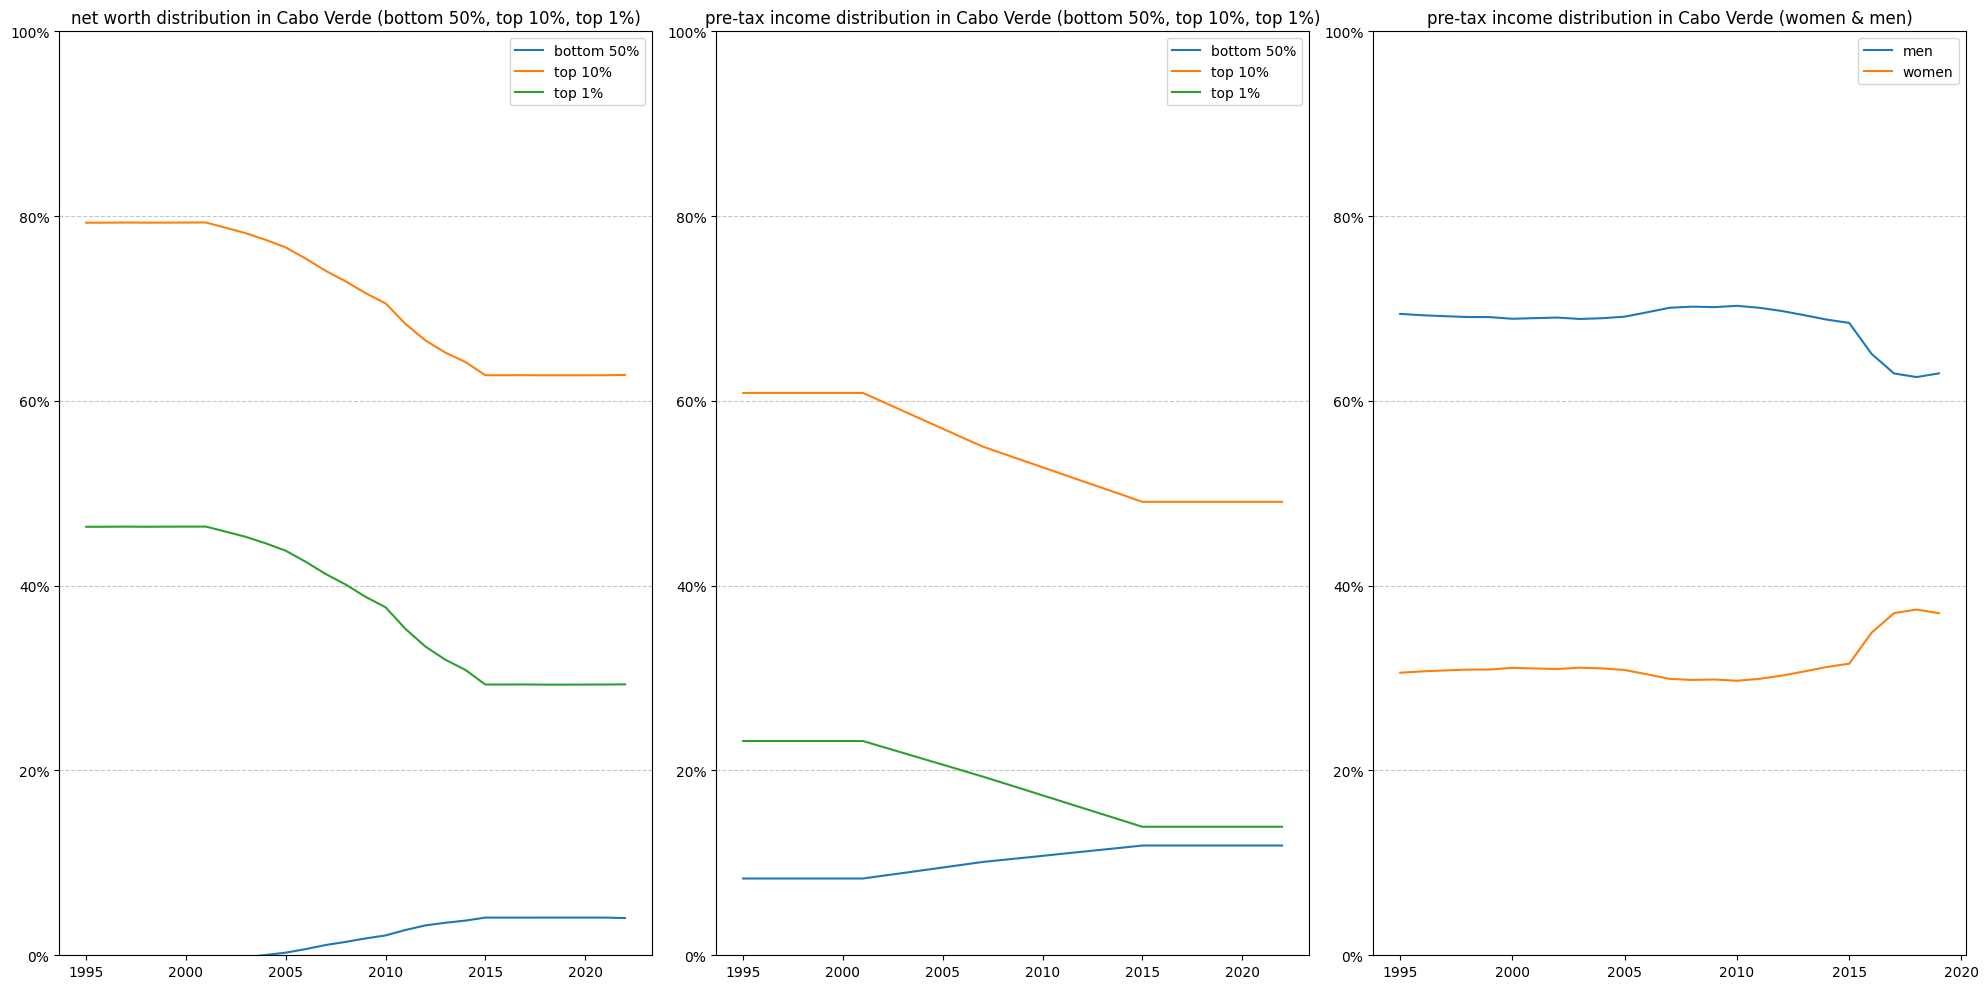 net worth distribution in Cabo Verde (bottom 50%, top 10%, top 1%)
100%
80%
60%
40%
20%
0%
1995 2000 2005 2010 2015 2020
bottom 50%
top 10%
top 1%
pre-tax income distribution in Cabo Verde (bottom 50%, top 10%, top 1%)
100%
80%
60%
40%
20%
0%
1995 2000 2005 2010 2015 2020
bottom 50%
top 10%
top 1%
pre-tax income distribution in Cabo Verde (women & men)
100%
80%
60%
40%
20%
0%
1995 2000 2005 2010 2015 2020
men
women